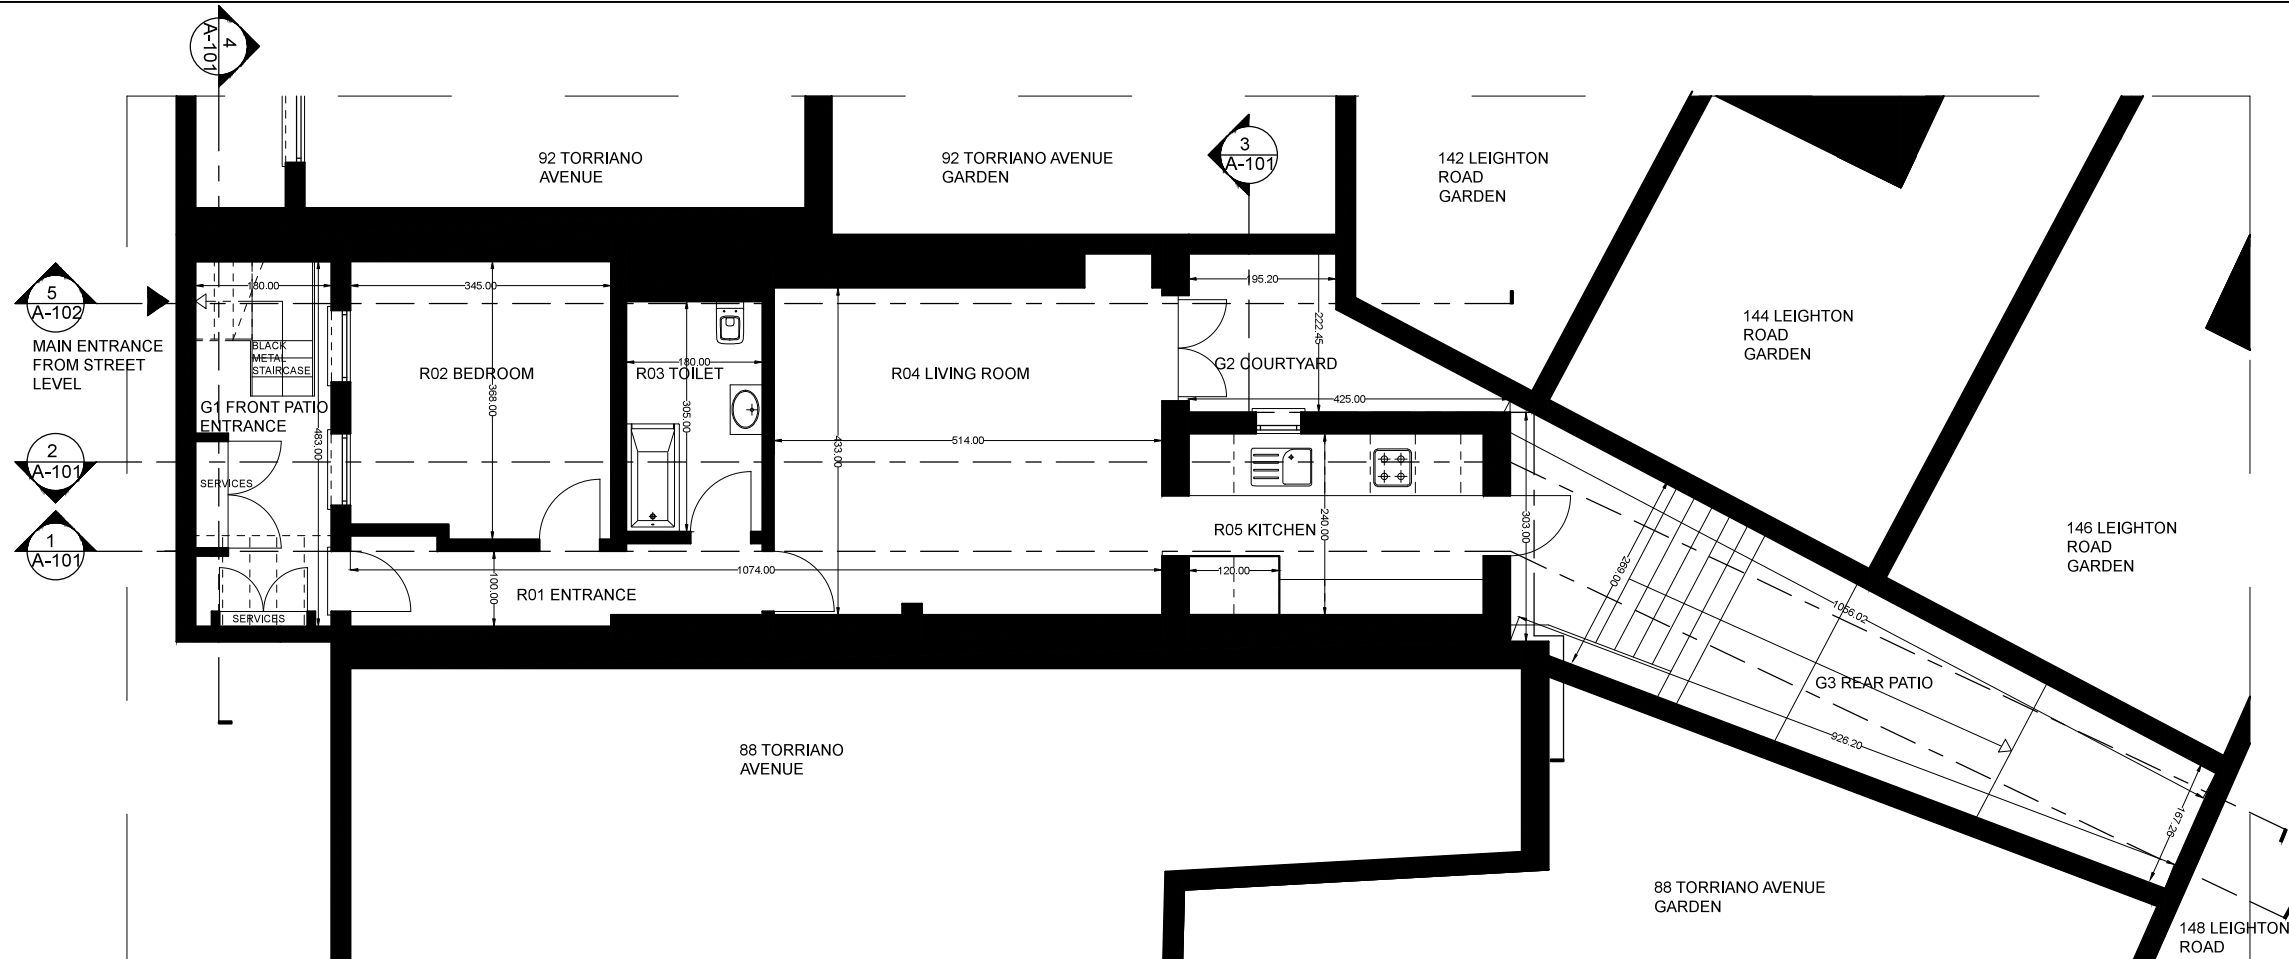 4
A-101
92 TORRIANO
AVENUE
92 TORRIANO AVENUE
GARDEN
3
A-101
142 LEIGHTON
ROAD
GARDEN
5
A-102
MAIN ENTRANCE
FROM STREET
LEVEL
180.00
BLACK
METAL
STAIRCASE
G1 FRONT PATIO
ENTRANCE
483.00
SERVICES
SERVICES
345.00
R02 BEDROOM
368.00
180.00
R03 TOILET
305.00
R04 LIVING ROOM
514.00
433.00
195.20
222.45
G2 COURTYARD
425.00
144 LEIGHTON
ROAD
GARDEN
2
A-101
1
A-101
100.00
1074.00
R01 ENTRANCE
R05 KITCHEN
240.00
120.00
303.00
269.00
1056.02
G3 REAR PATIO
926.20
167.26
146 LEIGHTON
ROAD
GARDEN
88 TORRIANO
AVENUE
88 TORRIANO AVENUE
GARDEN
148 LEIGHTON
ROAD